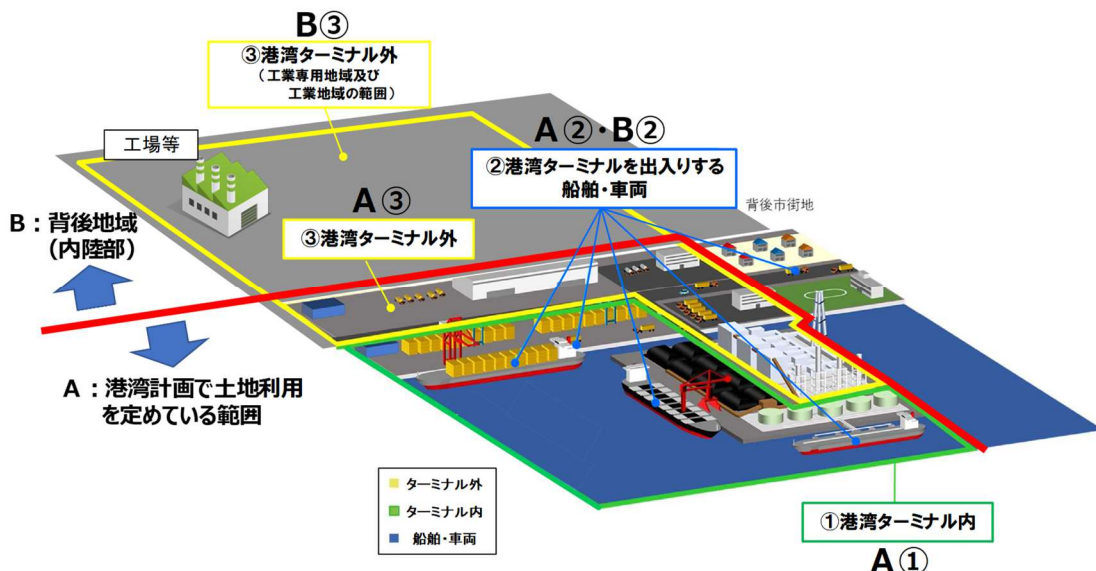 B③
③港湾ターミナル外
（工業専用地域及び
工業地域の範囲）
工場等
A②・B②
②港湾ターミナルを出入りする
船舶・車両
背後市街地
A③
③港湾ターミナル外
B：背後地域
（内陸部）
A：港湾計画で土地利用
を定めている範囲
ターミナル外
ターミナル内
船舶・車両
①港湾ターミナル内
A①